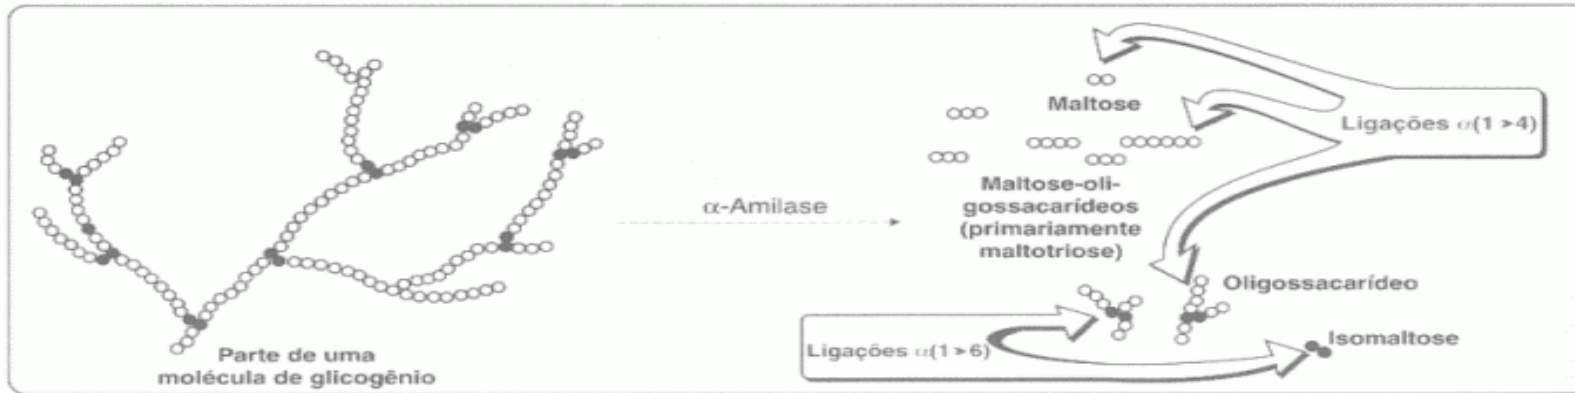 Parte de uma
molécula de glicogênio
α-Amilase
Maltose
Maltose-oli-
gossacarídeos
(primariamente
maltotriose)
Ligações α(1➤4)
Oligossacarídeo
Ligações α(1➤6)
Isomaltose